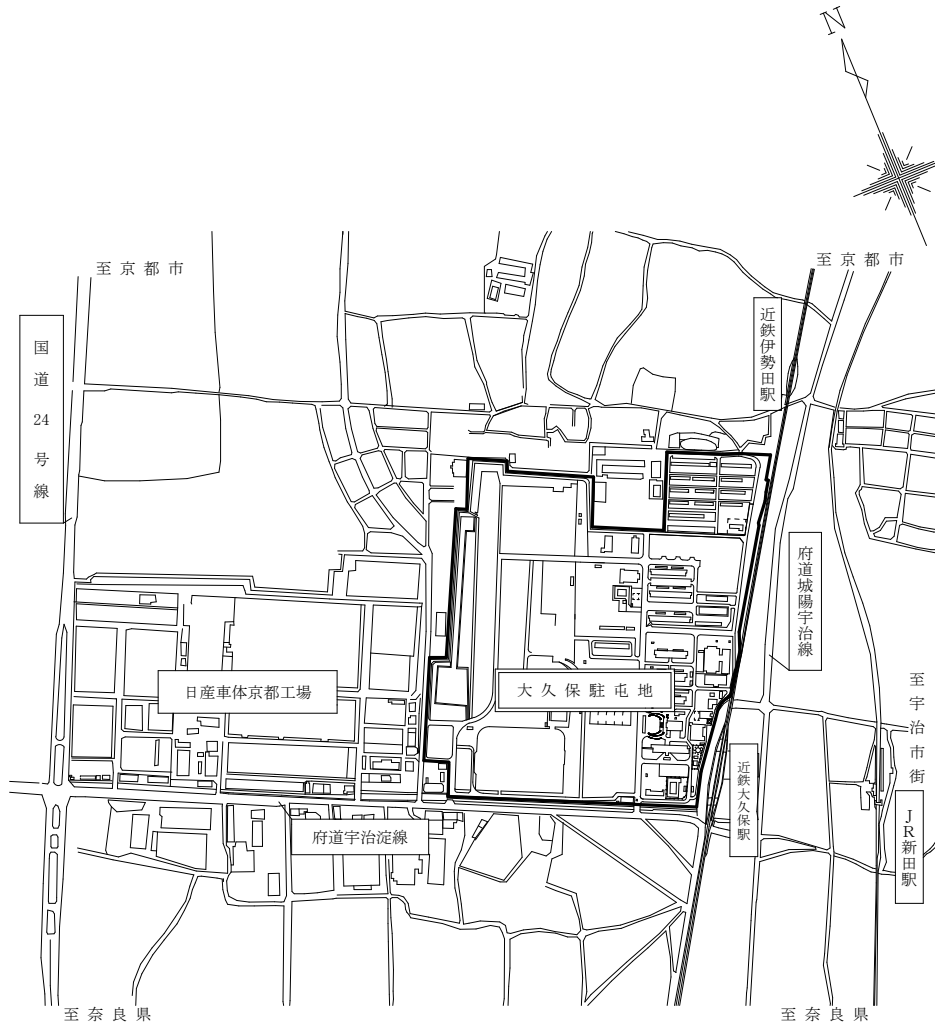 N
至京都市
至京都市
国道24号線
近鉄伊勢田駅
府道城陽宇治線
日産車体京都工場
大久保駐屯地
至宇治市街
近鉄大久保駅
JR新田駅
府道宇治淀線
至奈良県
至奈良県